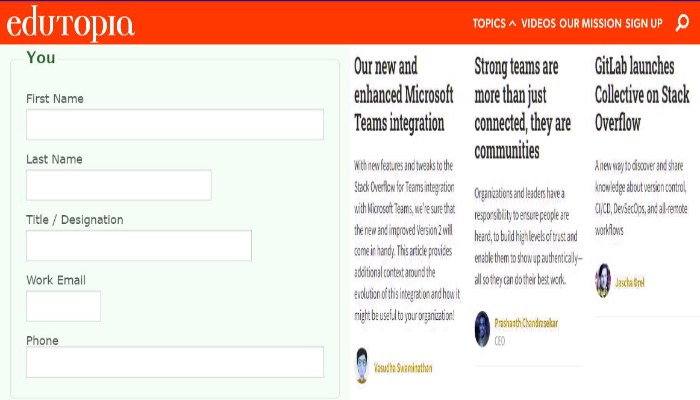 edutopia
TOPICS VIDEOS OUR MISSION SIGN UP
You
First Name
Last Name
Title / Designation
Work Email
Phone
Our new and
enhanced Microsoft
Teams integration
With new features and tweaks to the
Stack Overflow for Teams integration
with Microsoft Teams, we're sure that
the new and improved Version 2 will
come in handy. This article provides
additional context around the
evolution of this integration and how it
might be useful to your organization!
Vasudha Swaminathan
Strong teams are
more than just
connected, they are
communities
Organizations and leaders have a
responsibility to ensure people are
heard, to build high levels of trust and
enable them to show up authentically—
all so they can do their best work.
Prashanth Chandrasekar
CEO
GitLab launches
Collective on Stack
Overflow
A new way to discover and share
knowledge about version control,
CI/CD, DevSecOps, and all-remote
workflows
Jascha Drel